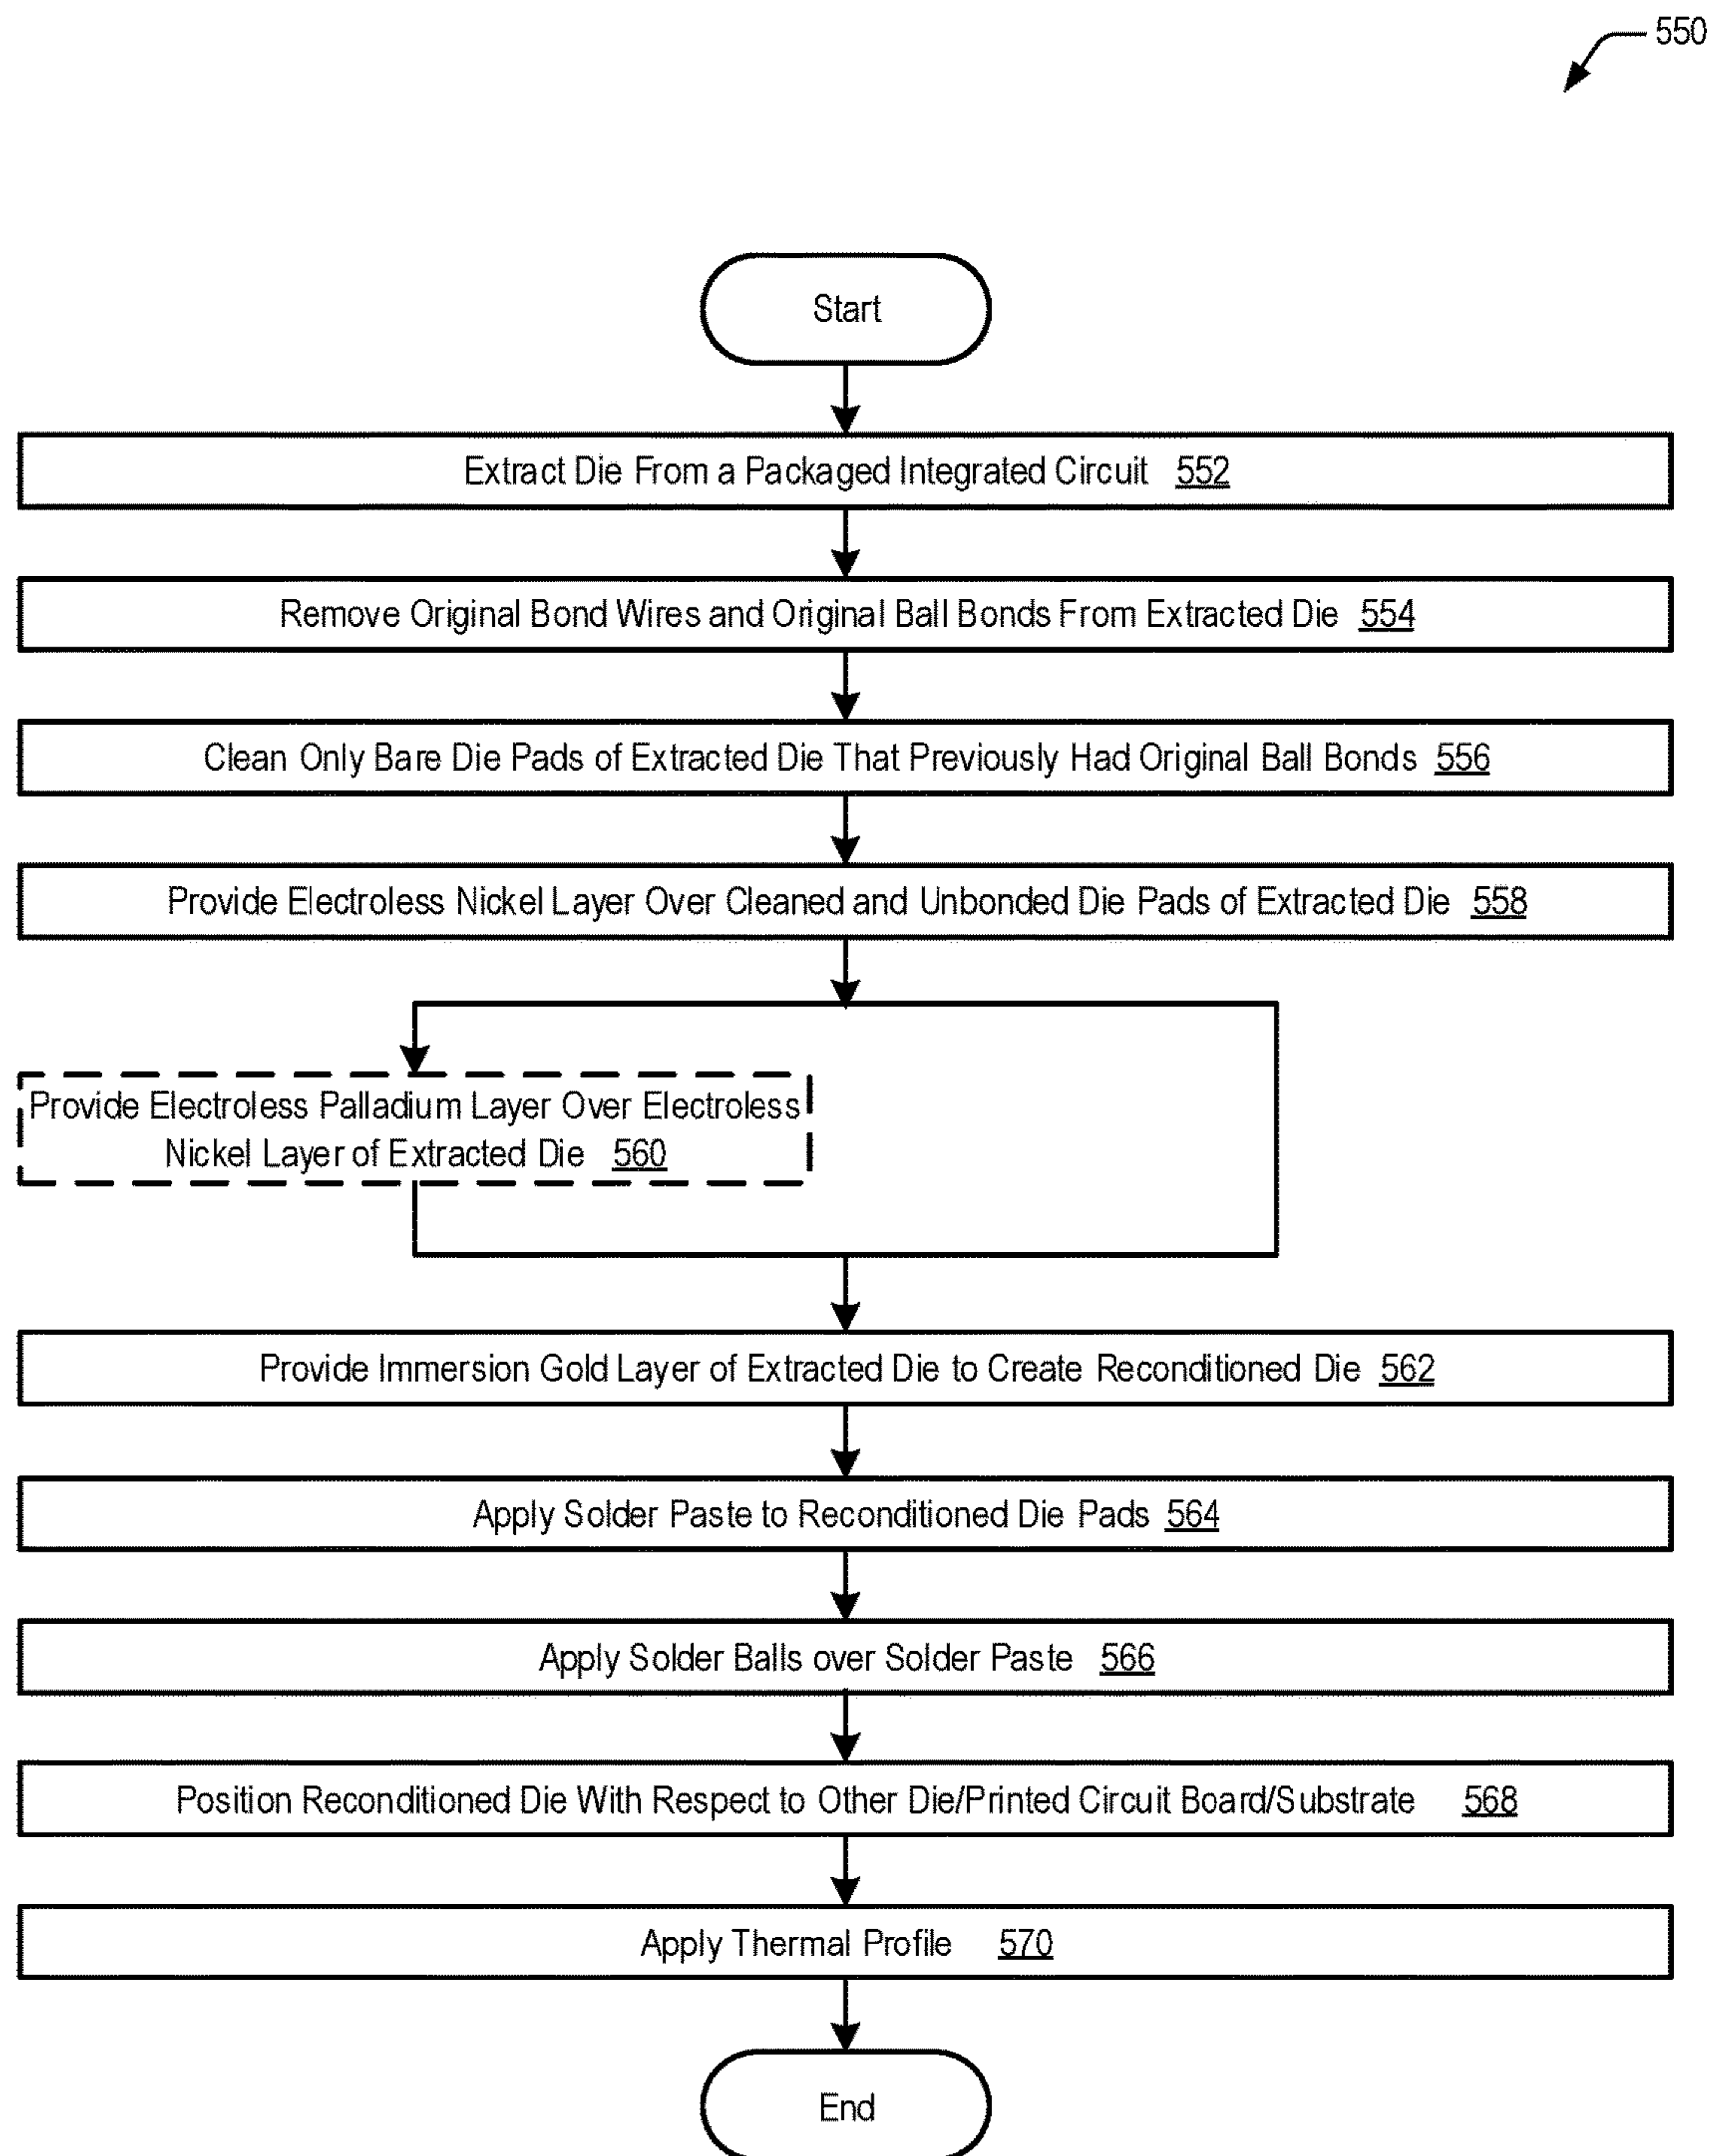 550
Start
Extract Die From a Packaged Integrated Circuit 552
Remove Original Bond Wires and Original Ball Bonds From Extracted Die 554
Clean Only Bare Die Pads of Extracted Die That Previously Had Original Ball Bonds 556
Provide Electroless Nickel Layer Over Cleaned and Unbonded Die Pads of Extracted Die 558
Provide Electroless Palladium Layer Over Electroless
Nickel Layer of Extracted Die 560
Provide Immersion Gold Layer of Extracted Die to Create Reconditioned Die 562
Apply Solder Paste to Reconditioned Die Pads 564
Apply Solder Balls over Solder Paste 566
Position Reconditioned Die With Respect to Other Die/Printed Circuit Board/Substrate 568
Apply Thermal Profile 570
End